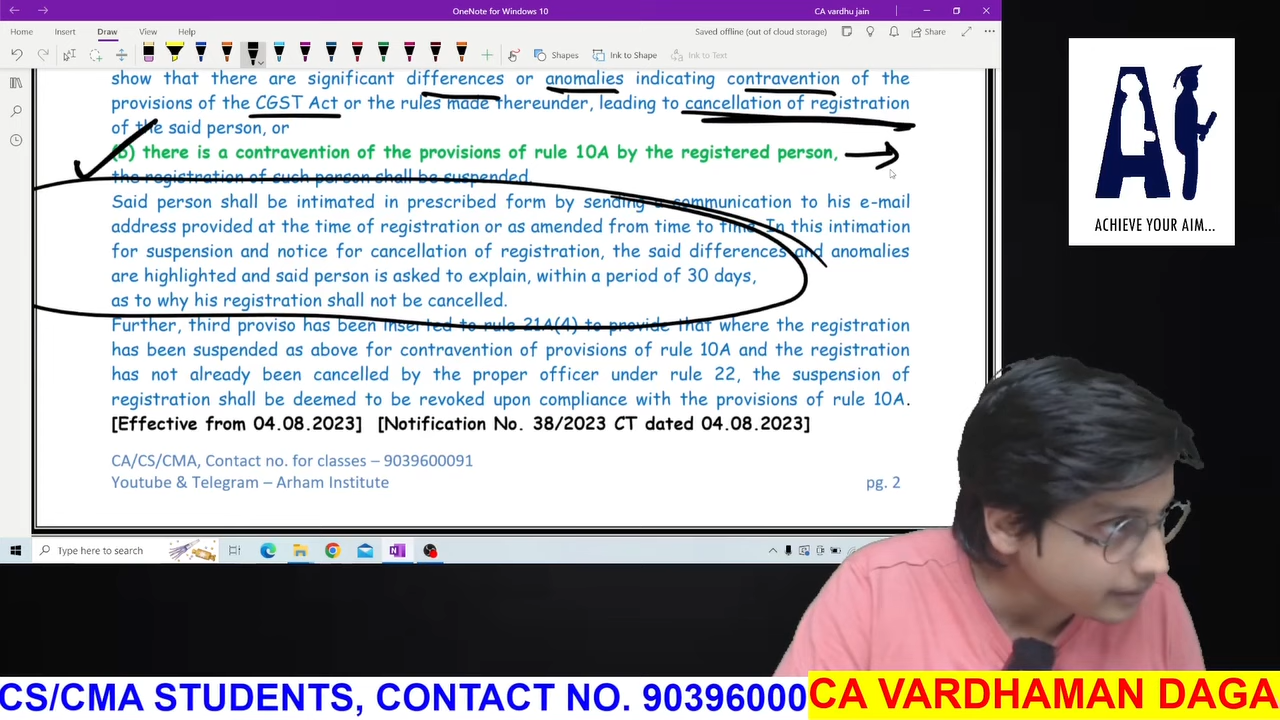 OneNote for Windows 10
CA vardhu jain
Home Insert Draw View Help
Saved offline (out of cloud storage)
Share
Shapes
Ink to Shape
Ink to Text
show that there are significant differences or anomalies indicating contravention of the
provisions of the CGST Act or the rules made thereunder, leading to cancellation of registration
of the said person, or
(b) there is a contravention of the provisions of rule 10A by the registered person,
the registration of such person shall be suspended.
Said person shall be intimated in prescribed form by sending a communication to his e-mail
address provided at the time of registration or as amended from time to time. In this intimation
for suspension and notice for cancellation of registration, the said differences and anomalies
are highlighted and said person is asked to explain, within a period of 30 days,
as to why his registration shall not be cancelled.
Further, third proviso has been inserted to rule 21A(4) to provide that where the registration
has been suspended as above for contravention of provisions of rule 10A and the registration
has not already been cancelled by the proper officer under rule 22, the suspension of
registration shall be deemed to be revoked upon compliance with the provisions of rule 10A.
[Effective from 04.08.2023] [Notification No. 38/2023 CT dated 04.08.2023]
CA/CS/CMA, Contact no. for classes – 9039600091
Youtube & Telegram – Arham Institute
pg. 2
Type here to search
AI
ACHIEVE YOUR AIM...
CS/CMA STUDENTS, CONTACT NO. 90396000
CA VARDHAMAN DAGA